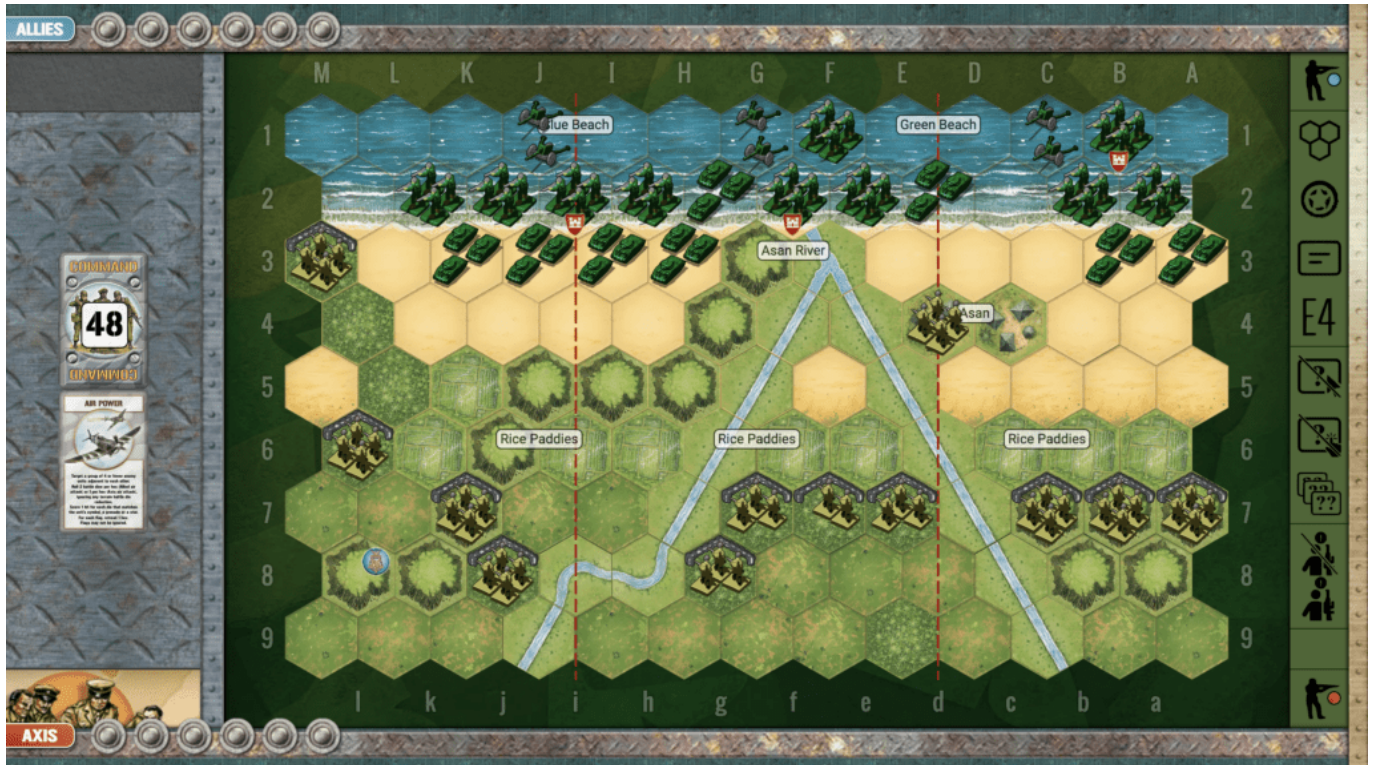 ALLIES
M L K J I H G F E D C B A
Blue Beach
Green Beach
1 1
2 2
Asan River
3 3
COMMAND
48
COMMAND
Asan
4 4
E4
5 5
AIR POWER
Rice Paddies
Rice Paddies
Rice Paddies
6 6
7 7
??
8 8
9 9
l k j i h g f e d c b a
AXIS